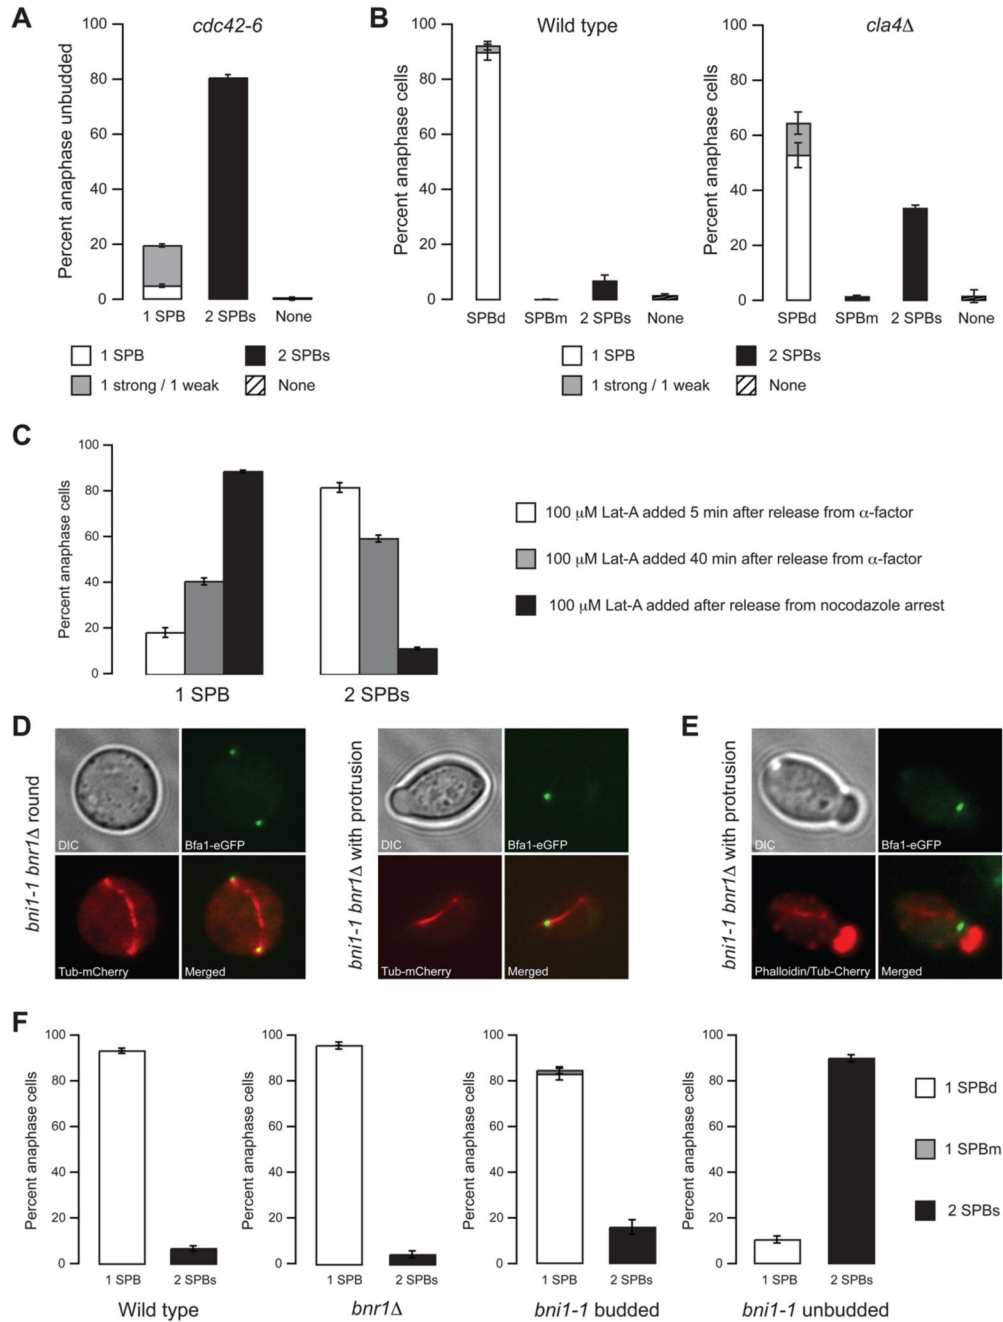 A
cdc42-6
Percent anaphase unbudded
100
80
60
40
20
0
1 SPB
2 SPBs
None
1 SPB
2 SPBs
1 strong / 1 weak
None
B
Wild type
Percent anaphase cells
100
80
60
40
20
0
SPBd
SPBm
2 SPBs
None
cla4Δ
Percent anaphase cells
100
80
60
40
20
0
SPBd
SPBm
2 SPBs
None
1 SPB
2 SPBs
1 strong / 1 weak
None
C
Percent anaphase cells
100
80
60
40
20
0
1 SPB
2 SPBs
100 μM Lat-A added 5 min after release from α-factor
100 μM Lat-A added 40 min after release from α-factor
100 μM Lat-A added after release from nocodazole arrest
D
bni1-1 bnr1Δ round
DIC
Bfa1-eGFP
Tub-mCherry
Merged
bni1-1 bnr1Δ with protrusion
DIC
Bfa1-eGFP
Tub-mCherry
Merged
E
bni1-1 bnr1Δ with protrusion
DIC
Bfa1-eGFP
Phalloidin/Tub-Cherry
Merged
F
Percent anaphase cells
100
80
60
40
20
0
1 SPB
2 SPBs
Wild type
Percent anaphase cells
100
80
60
40
20
0
1 SPB
2 SPBs
bnr1Δ
Percent anaphase cells
100
80
60
40
20
0
1 SPB
2 SPBs
bni1-1 budded
Percent anaphase cells
100
80
60
40
20
0
1 SPB
2 SPBs
bni1-1 unbudded
1 SPBd
1 SPBm
2 SPBs